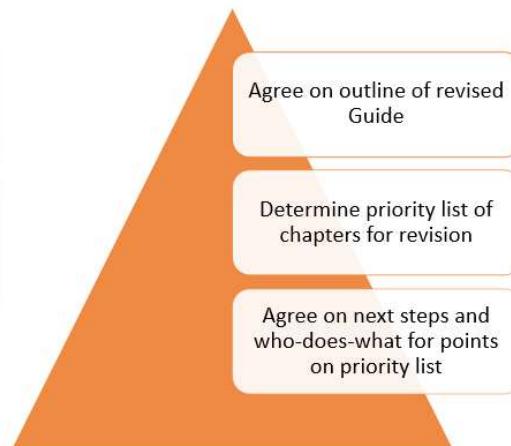 Agree on outline of revised
Guide
Determine priority list of
chapters for revision
Agree on next steps and
who-does-what for points
on priority list